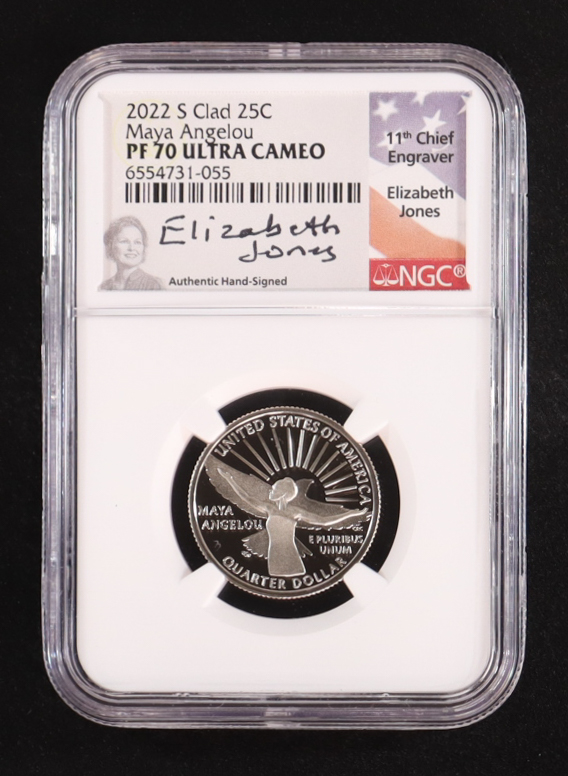 2022 S Clad 25C
Maya Angelou
PF 70 ULTRA CAMEO
6554731-055
Elizabeth
Jones
Authentic Hand-Signed
11th Chief
Engraver
Elizabeth
Jones
NGC®
UNITED STATES OF AMERICA
MAYA
ANGELOU
E PLURIBUS
UNUM
QUARTER DOLLAR